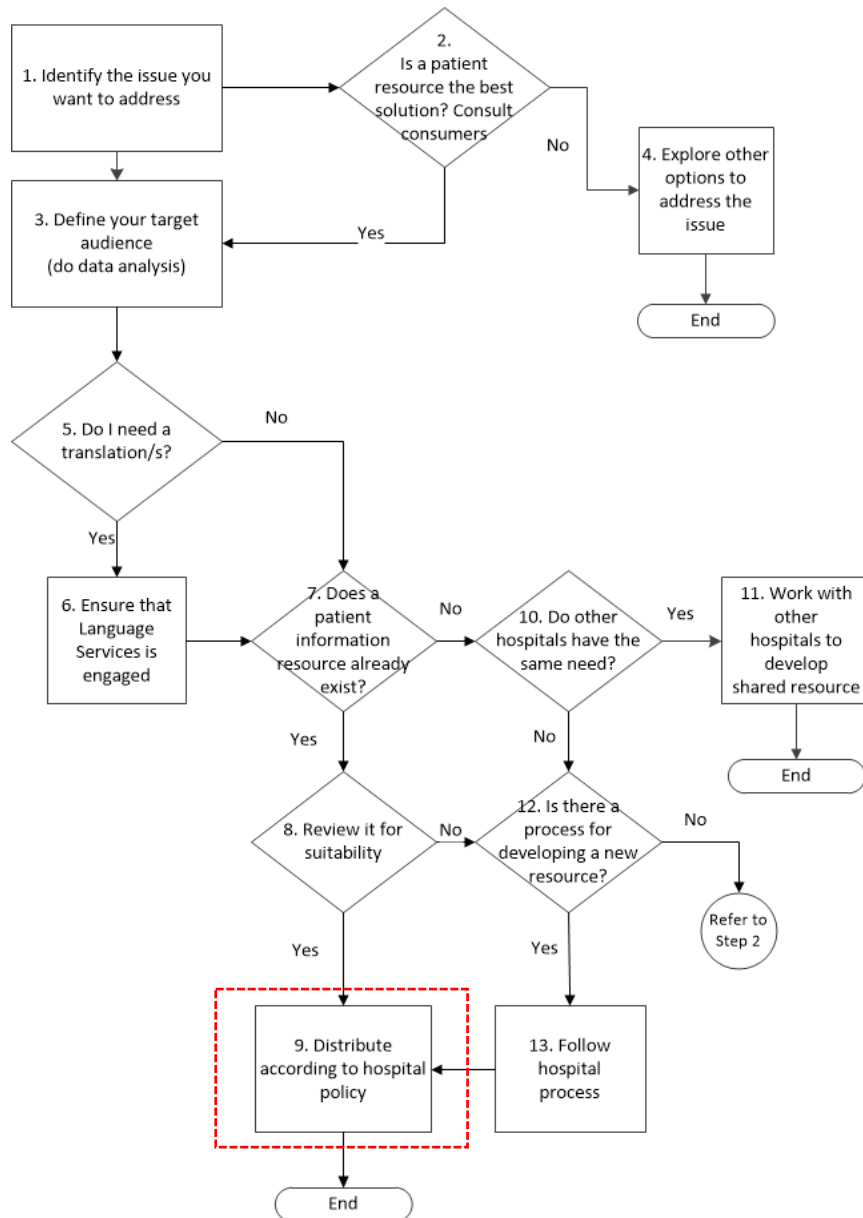 1. Identify the issue you
want to address
2.
Is a patient
resource the best
solution? Consult
consumers
No
4. Explore other
options to
address the
issue
3. Define your target
audience
(do data analysis)
Yes
End
5. Do I need a
translation/s?
No
Yes
6. Ensure that
Language
Services is
engaged
7. Does a
patient
information
resource already
exist?
No
10. Do other
hospitals have the
same need?
Yes
11. Work with
other
hospitals to
develop
shared resource
Yes
No
End
8. Review it for
suitability
No
12. Is there a
process for
developing a new
resource?
No
Refer to
Step 2
Yes
Yes
9. Distribute
according to hospital
policy
13. Follow
hospital
process
End